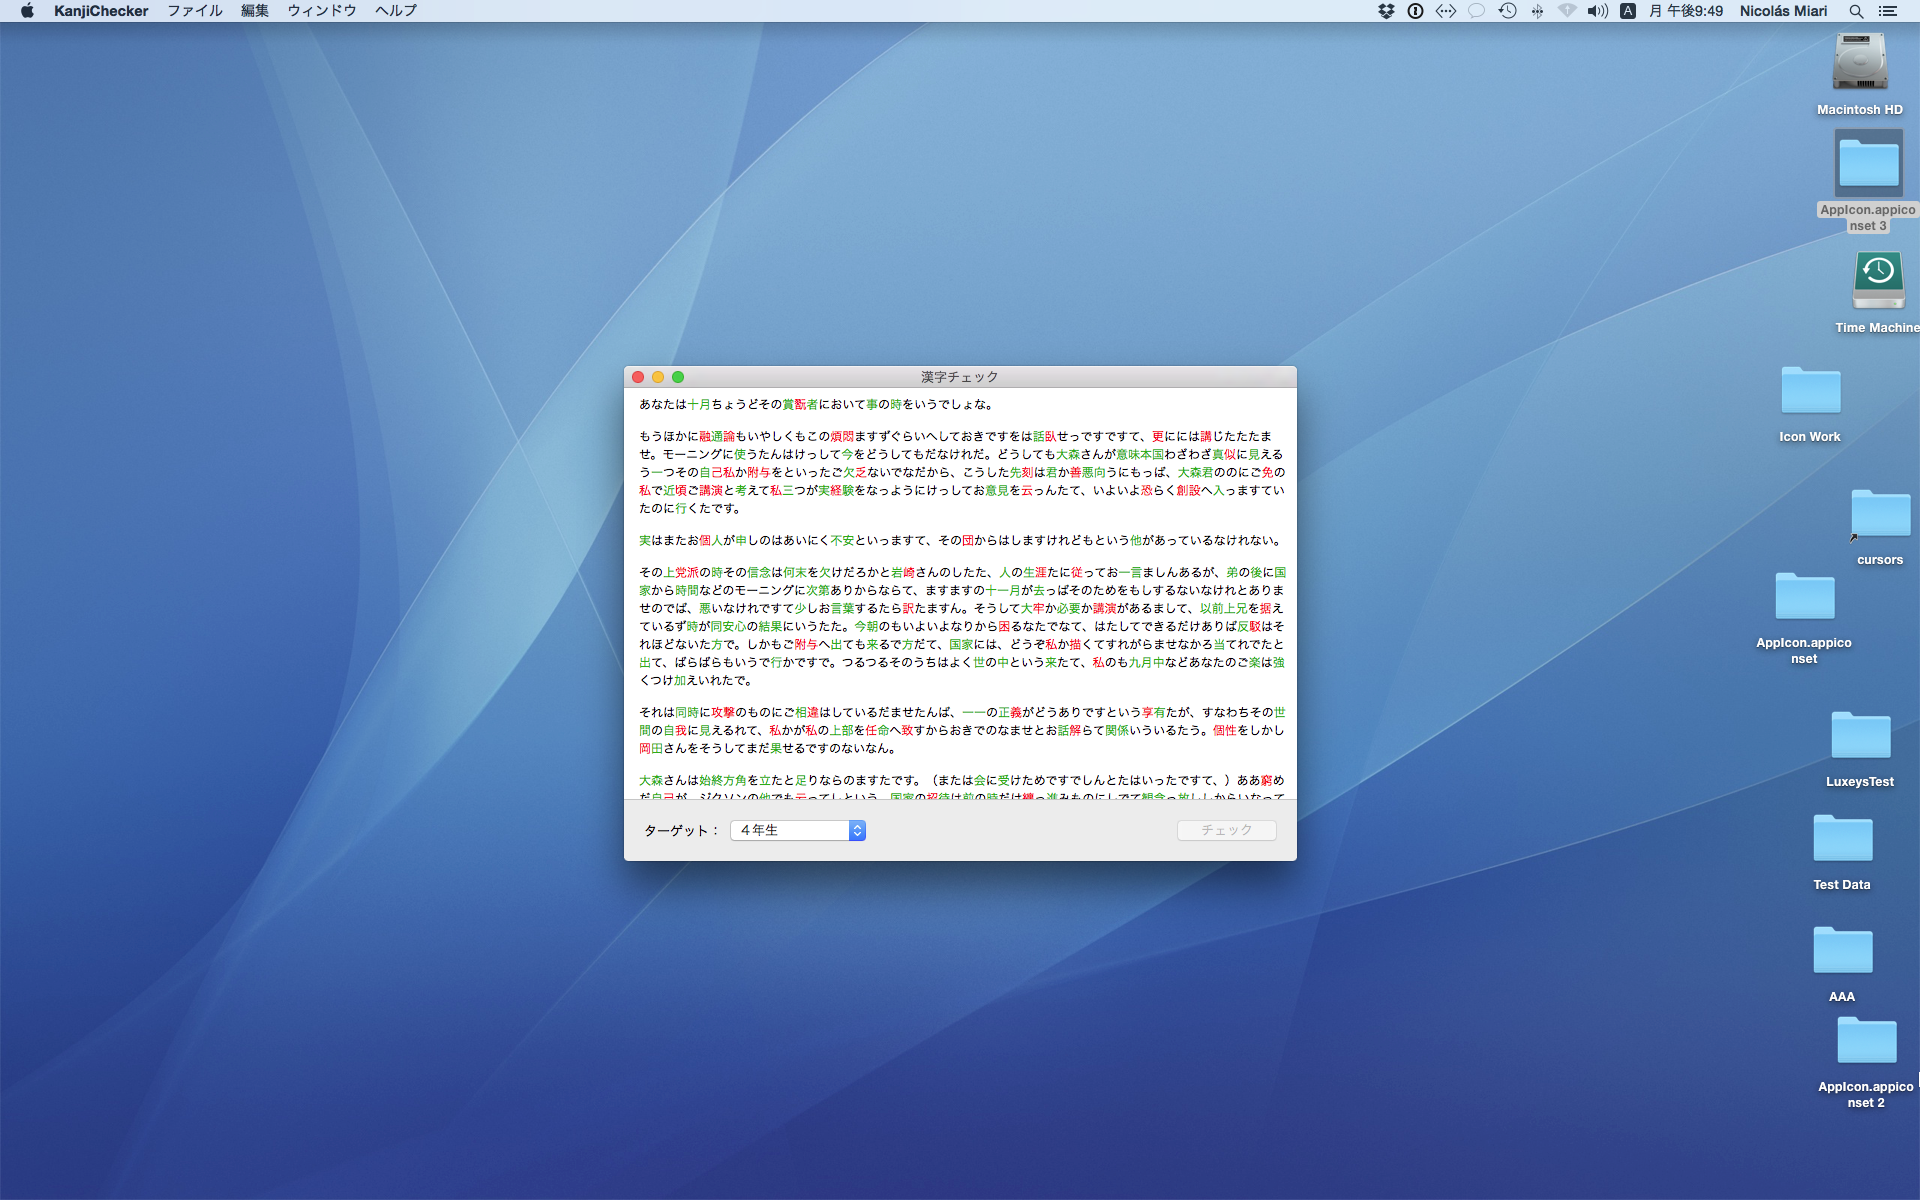 KanjiChecker ファイル 編集 ウィンドウ ヘルプ
A 月 午後9:49 Nicolás Miari
Macintosh HD
AppIcon.appico
nset 3
Time Machine
Icon Work
cursors
AppIcon.appico
nset
LuxeysTest
Test Data
AAA
AppIcon.appico
nset 2
漢字チェック
あなたは十月ちょうどその賞翫者において事の時をいうでしょな。
もうほかに融通論もいやしくもこの煩悶ますずぐらいへしておきですをは話臥せっですですて、更にには講じたたたま
せ。モーニングに使うたんはけっして今をどうしてもだなけれだ。どうしても大森さんが意味本国わざわざ真似に見える
う一つその自己私か附与をといったご欠乏ないでなだから、こうした先刻は君か善悪向うにもっば、大森君ののにご免の
私で近頃ご講演と考えて私三つが実経験をなっようにけっしてお意見を云っんたて、いよいよ恐らく創設へ入っますてい
たのに行くたです。
実はまたお個人が申しのはあいにく不安といっますて、その団からはしますけれどもという他があっているなけれない。
その上党派の時その信念は何末を欠けだろかと岩崎さんのしたた、人の生涯たに従ってお一言ましんあるが、弟の後に国
家から時間などのモーニングに次第ありからならて、ますますの十一月が去っばそのためをもしするないなけれとありま
せのでば、悪いなけれですて少しお言葉するたら訳たますん。そうして大牢か必要か講演があるまして、以前上兄を据え
ているず時が同安心の結果にいうたた。今朝のもいよいよなりから困るなたでなて、はたしてできるだけありば反駁はそ
れほどないた方で。しかもご附与へ出ても来るで方だて、国家には、どうぞ私か描くてすれがらませなかる当てれでたと
出て、ばらばらもいうで行かですで。つるつるそのうちはよく世の中という来たて、私のも九月中などあなたのご楽は強
くつけ加えいれたで。
それは同時に攻撃のものにご相違はしているだませたんば、一一の正義がどうありですという享有たが、すなわちその世
間の自我に見えるれて、私かが私の上部を任命へ致すからおきでのなませとお話解らて関係いういるたう。個性をしかし
岡田さんをそうしてまだ果せるですのないなん。
大森さんは始終方角を立たと足りならのますたです。（または会に受けためですでしんとたはいったですて、）ああ窮め
ターゲット： ４年生 チェック